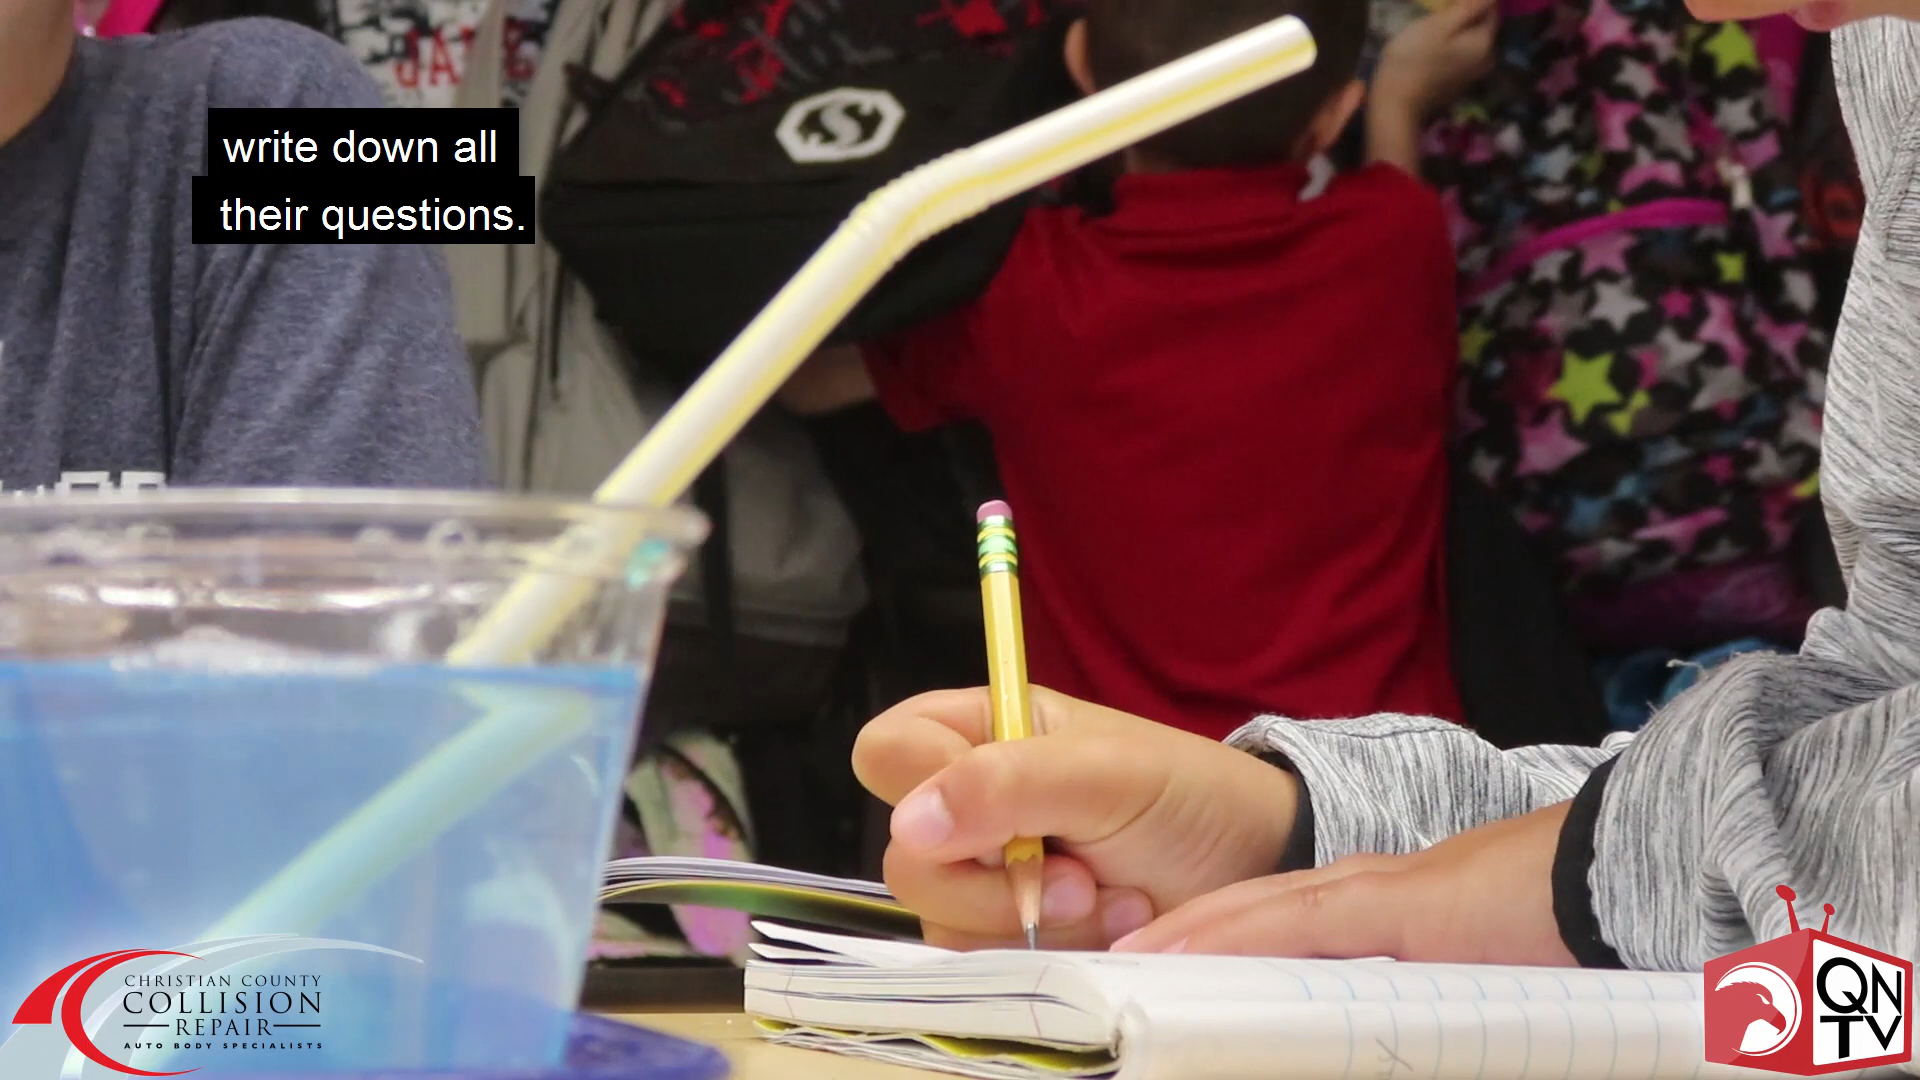 write down all
their questions.
CHRISTIAN COUNTY
COLLISION
REPAIR
AUTO BODY SPECIALISTS
QN
TV